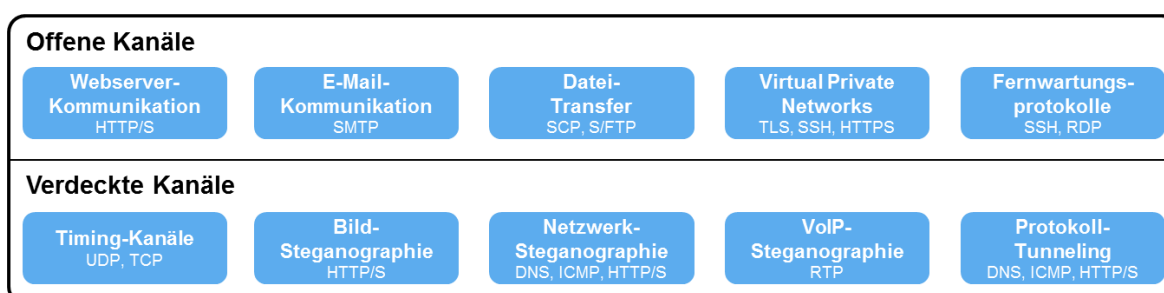 Offene Kanäle
Webserver-
Kommunikation
HTTP/S
E-Mail-
Kommunikation
SMTP
Datei-
Transfer
SCP, S/FTP
Virtual Private
Networks
TLS, SSH, HTTPS
Fernwartungs-
protokolle
SSH, RDP
Verdeckte Kanäle
Timing-Kanäle
UDP, TCP
Bild-
Steganographie
HTTP/S
Netzwerk-
Steganographie
DNS, ICMP, HTTP/S
VoIP-
Steganographie
RTP
Protokoll-
Tunneling
DNS, ICMP, HTTP/S